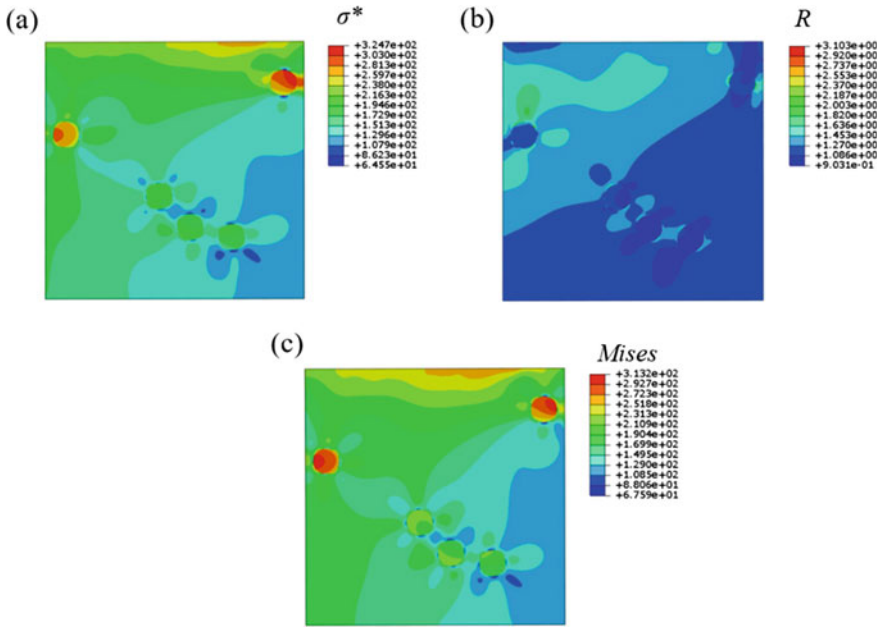 (a)
σ*
+3.247e+02
+3.030e+02
+2.813e+02
+2.597e+02
+2.380e+02
+2.163e+02
+1.946e+02
+1.729e+02
+1.513e+02
+1.296e+02
+1.079e+02
+8.623e+01
+6.455e+01
(b)
R
+3.103e+00
+2.920e+00
+2.737e+00
+2.553e+00
+2.370e+00
+2.187e+00
+2.003e+00
+1.820e+00
+1.636e+00
+1.453e+00
+1.270e+00
+1.086e+00
+9.031e-01
(c)
Mises
+3.132e+02
+2.927e+02
+2.723e+02
+2.518e+02
+2.313e+02
+2.109e+02
+1.904e+02
+1.699e+02
+1.495e+02
+1.290e+02
+1.085e+02
+8.806e+01
+6.759e+01